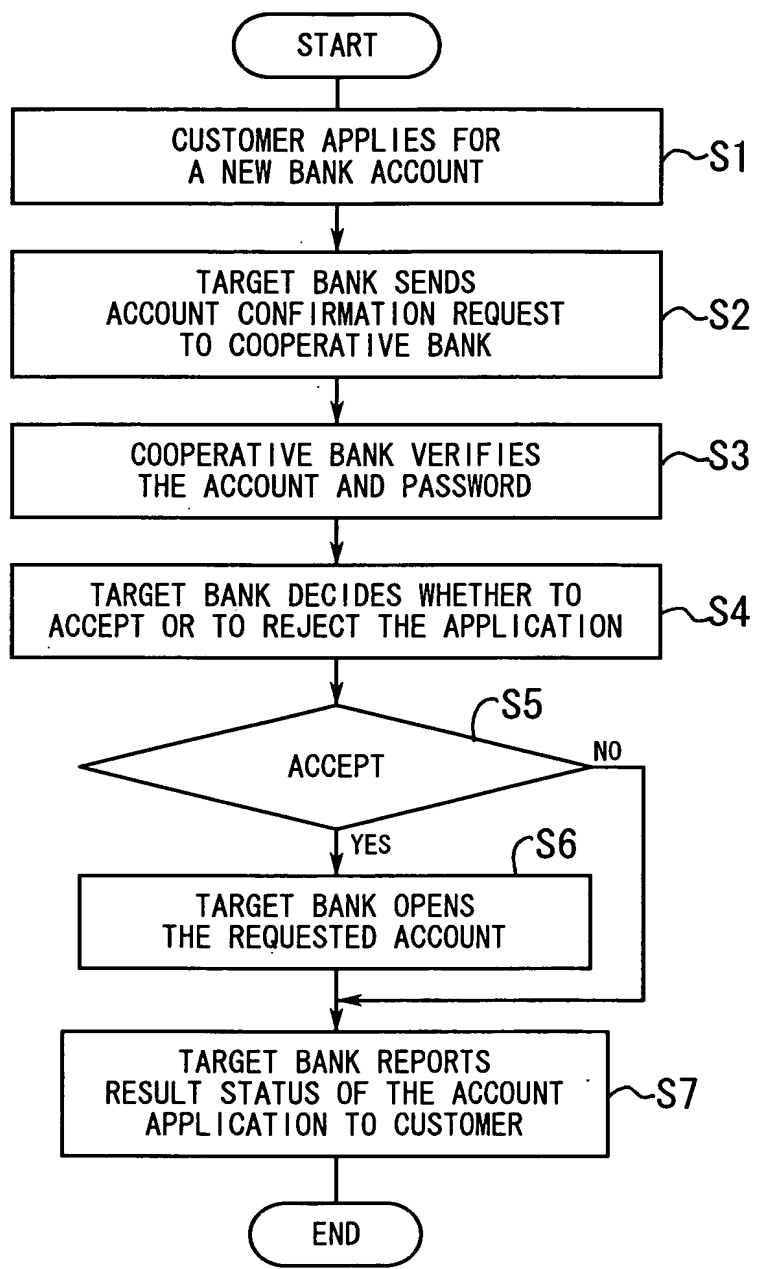 START
CUSTOMER APPLIES FOR
A NEW BANK ACCOUNT
S1
TARGET BANK SENDS
ACCOUNT CONFIRMATION REQUEST
TO COOPERATIVE BANK
S2
COOPERATIVE BANK VERIFIES
THE ACCOUNT AND PASSWORD
S3
TARGET BANK DECIDES WHETHER TO
ACCEPT OR TO REJECT THE APPLICATION
S4
S5
ACCEPT
NO
YES
S6
TARGET BANK OPENS
THE REQUESTED ACCOUNT
TARGET BANK REPORTS
RESULT STATUS OF THE ACCOUNT
APPLICATION TO CUSTOMER
S7
END